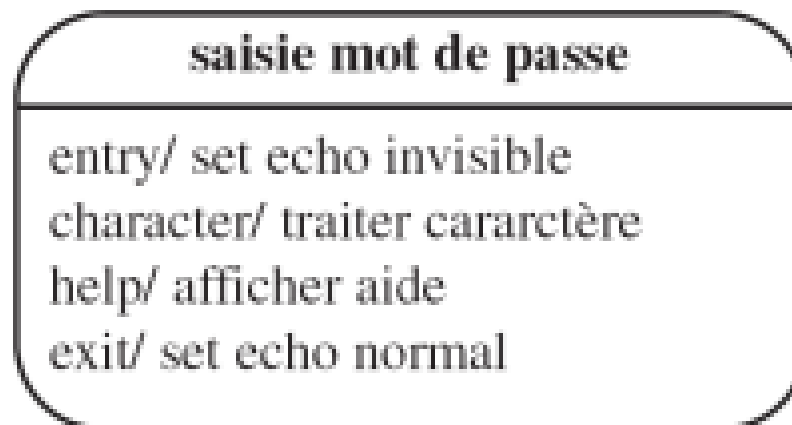 saisie mot de passe
entry/ set echo invisible
character/ traiter cararctère
help/ afficher aide
exit/ set echo normal